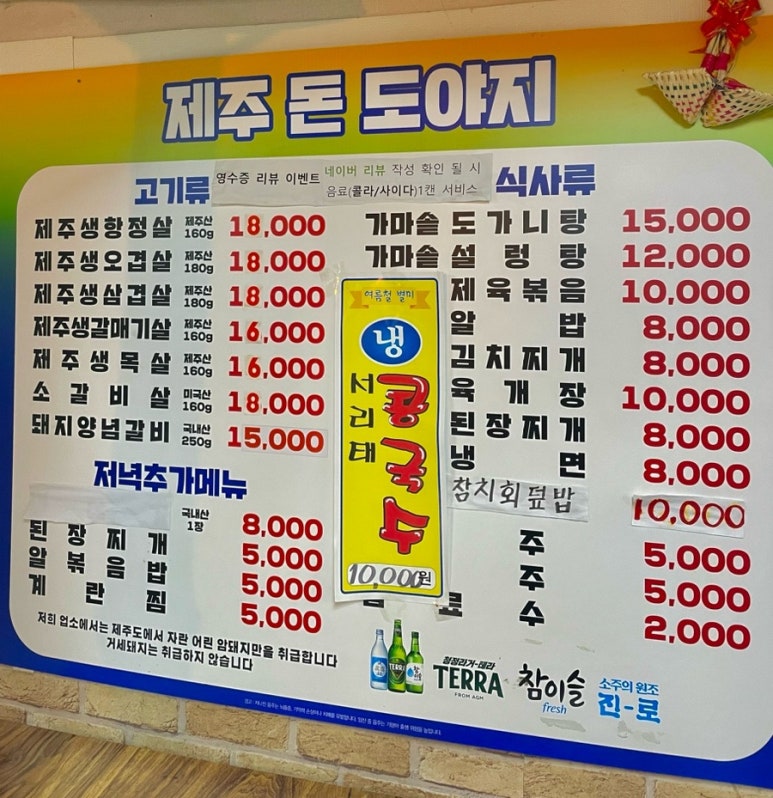 제주 돈 도야지
영수증 리뷰 이벤트 네이버 리뷰 작성 확인 될 시
음료(콜라/사이다)1캔 서비스
고기류
제주생항정살 제주산 160g 18,000
제주생오겹살 제주산 180g 18,000
제주생삼겹살 제주산 180g 18,000
제주생갈매기살 제주산 160g 16,000
제주생목살 제주산 160g 16,000
소갈비살 미국산 160g 18,000
돼지양념갈비 국내산 250g 15,000
저녁추가메뉴
국내산 1장 8,000
된장찌개 5,000
알볶음밥 5,000
계란찜 5,000
저희 업소에서는 제주도에서 자란 어린 암돼지만을 취급합니다
거세돼지는 취급하지 않습니다
여름철 별미
냉
서리태
콩국수
10,000원
식사류
가마솥도가니탕 15,000
가마솥설렁탕 12,000
제육볶음 10,000
알밥 8,000
김치찌개 8,000
육개장 10,000
된장찌개 8,000
냉면 8,000
참치회덮밥 10,000
주 5,000
주 5,000
수 2,000
TERRA
청정라거-테라
TERRA
FROM AGM
참이슬
fresh
소주의 원조
진-로